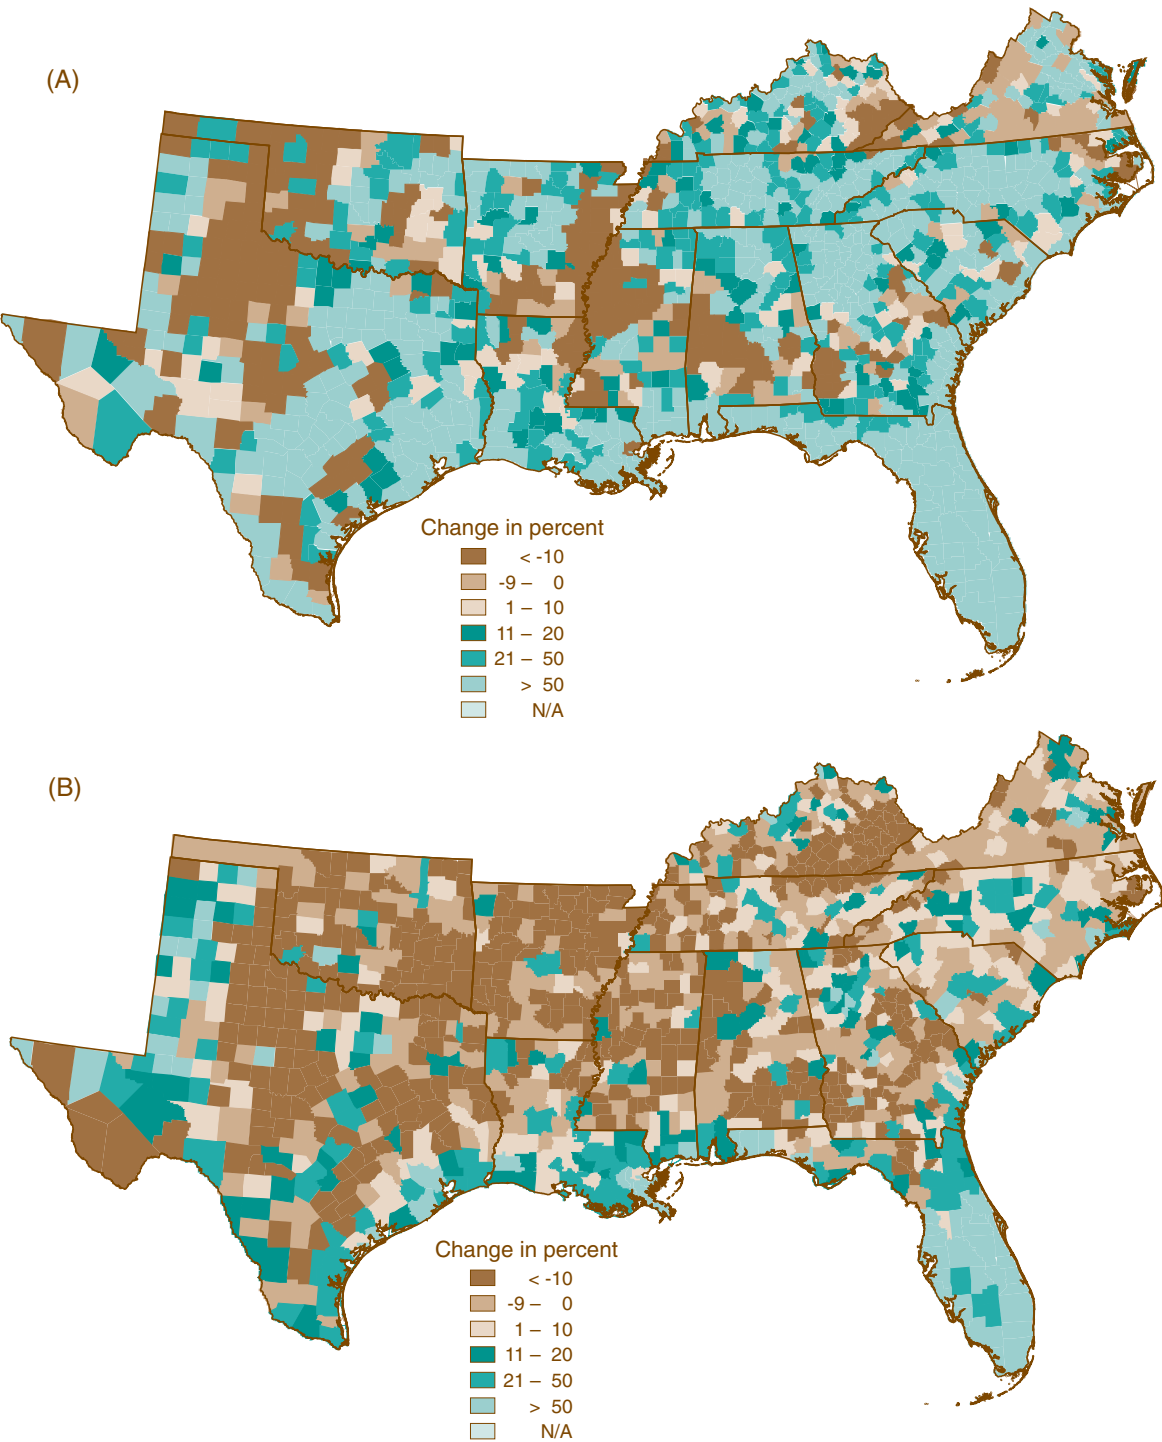 (A)
Change in percent
< -10
-9 – 0
1 – 10
11 – 20
21 – 50
> 50
N/A
(B)
Change in percent
< -10
-9 – 0
1 – 10
11 – 20
21 – 50
> 50
N/A